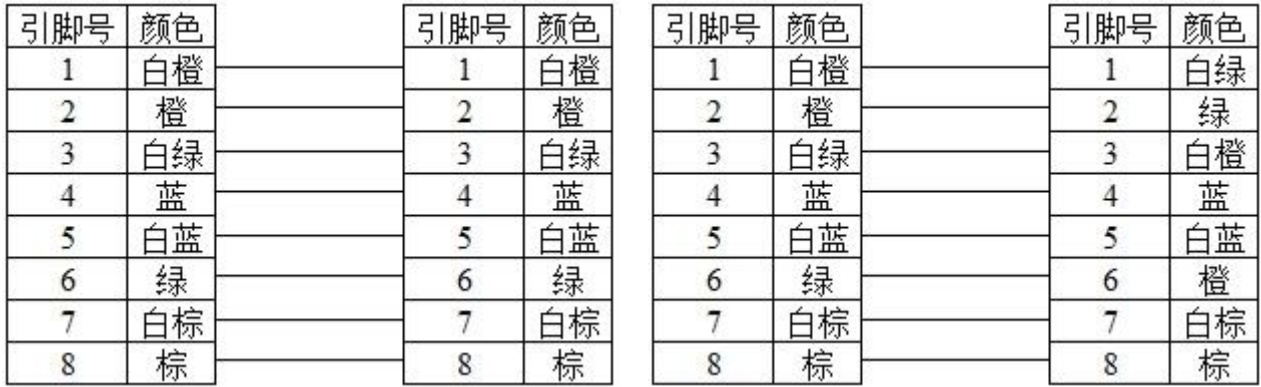 引脚号 颜色 引脚号 颜色 引脚号 颜色 引脚号 颜色
1 白橙 1 白橙 1 白橙 1 白绿
2 橙 2 橙 2 橙 2 绿
3 白绿 3 白绿 3 白绿 3 白橙
4 蓝 4 蓝 4 蓝 4 蓝
5 白蓝 5 白蓝 5 白蓝 5 白蓝
6 绿 6 绿 6 绿 6 橙
7 白棕 7 白棕 7 白棕 7 白棕
8 棕 8 棕 8 棕 8 棕